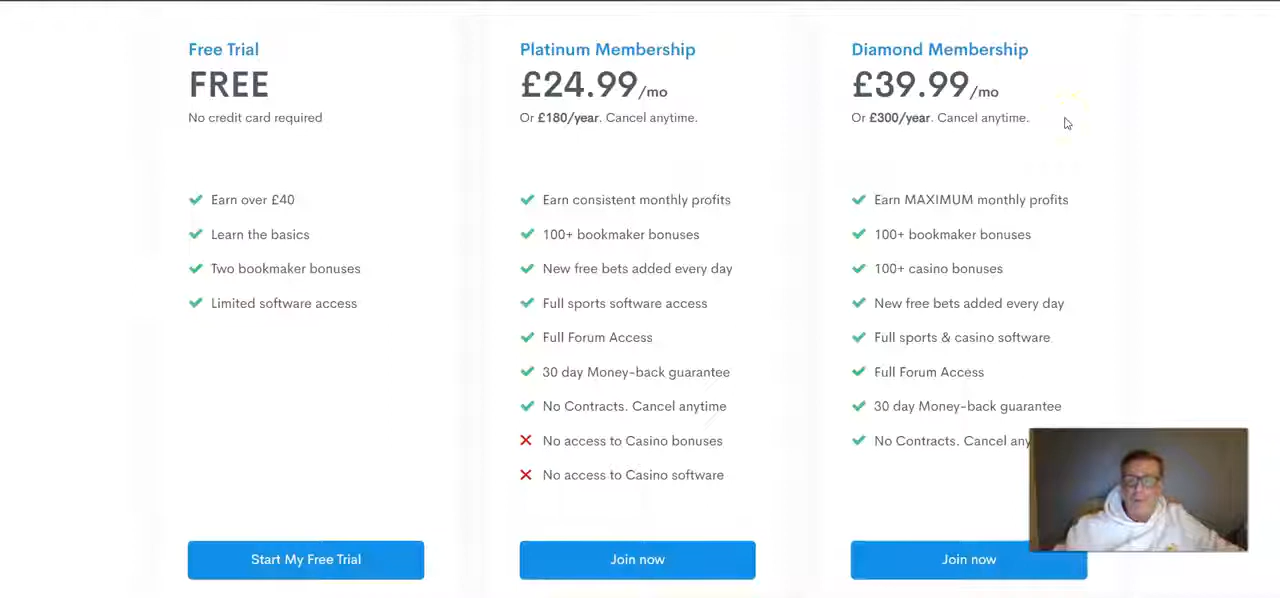 Free Trial
FREE
No credit card required
Earn over £40
Learn the basics
Two bookmaker bonuses
Limited software access
Start My Free Trial
Platinum Membership
£24.99/mo
Or £180/year. Cancel anytime.
Earn consistent monthly profits
100+ bookmaker bonuses
New free bets added every day
Full sports software access
Full Forum Access
30 day Money-back guarantee
No Contracts. Cancel anytime
No access to Casino bonuses
No access to Casino software
Join now
Diamond Membership
£39.99/mo
Or £300/year. Cancel anytime.
Earn MAXIMUM monthly profits
100+ bookmaker bonuses
100+ casino bonuses
New free bets added every day
Full sports & casino software
Full Forum Access
30 day Money-back guarantee
No Contracts. Cancel any
Join now